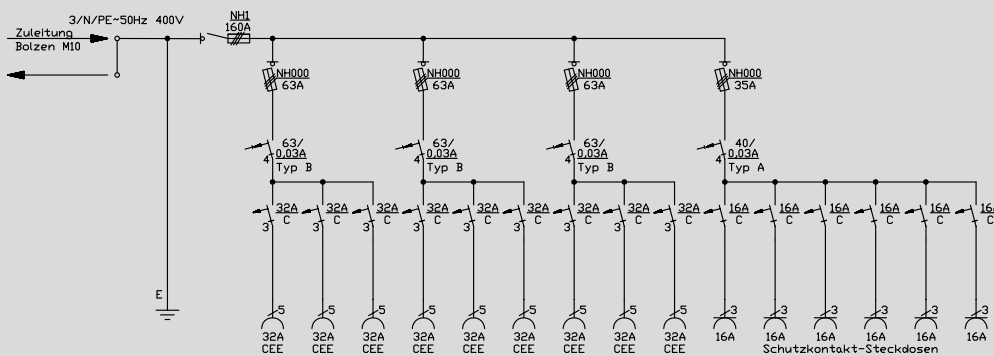 3/N/PE~50Hz 400V
NH1
160A
Zuleitung
Bolzen M10
NH000 NH000 NH000 NH000
63A 63A 63A 35A
63/ 63/ 63/ 40/
4 0,03A 4 0,03A 4 0,03A 4 0,03A
Typ B Typ B Typ B Typ A
32A 32A 32A 32A 32A 32A 32A 32A 32A 16A 16A 16A 16A 16A 16A
C C C C C C C C C C C C C C C
3 3 3 3 3 3 3 3 3
E
5 5 5 5 5 5 5 5 5 3 3 3 3 3 3
32A 32A 32A 32A 32A 32A 32A 32A 32A 16A 16A 16A 16A 16A 16A
CEE CEE CEE CEE CEE CEE CEE CEE CEE Schutzkontakt-Steckdosen